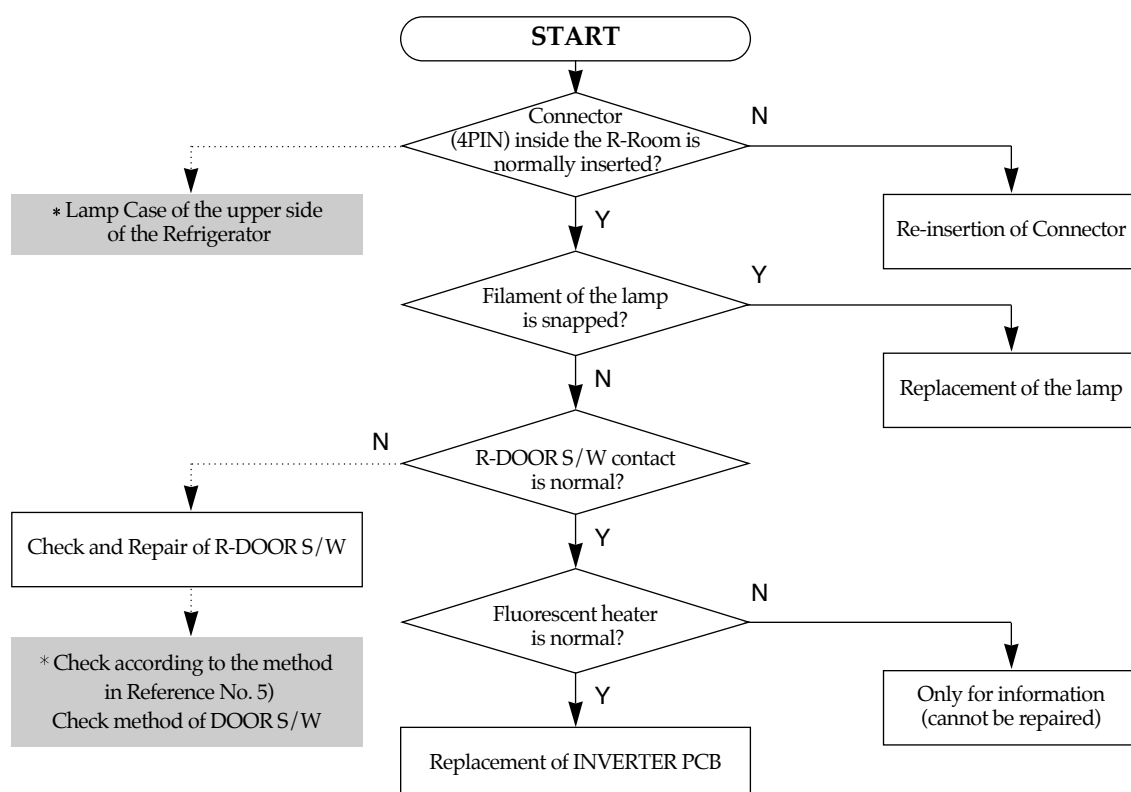 START
Connector
(4PIN) inside the R-Room is
normally inserted?
N
* Lamp Case of the upper side
of the Refrigerator
Y
Re-insertion of Connector
Filament of the lamp
is snapped?
Y
N
Replacement of the lamp
N
R-DOOR S/W contact
is normal?
Check and Repair of R-DOOR S/W
Y
Fluorescent heater
is normal?
N
* Check according to the method
in Reference No. 5)
Check method of DOOR S/W
Y
Only for information
(cannot be repaired)
Replacement of INVERTER PCB